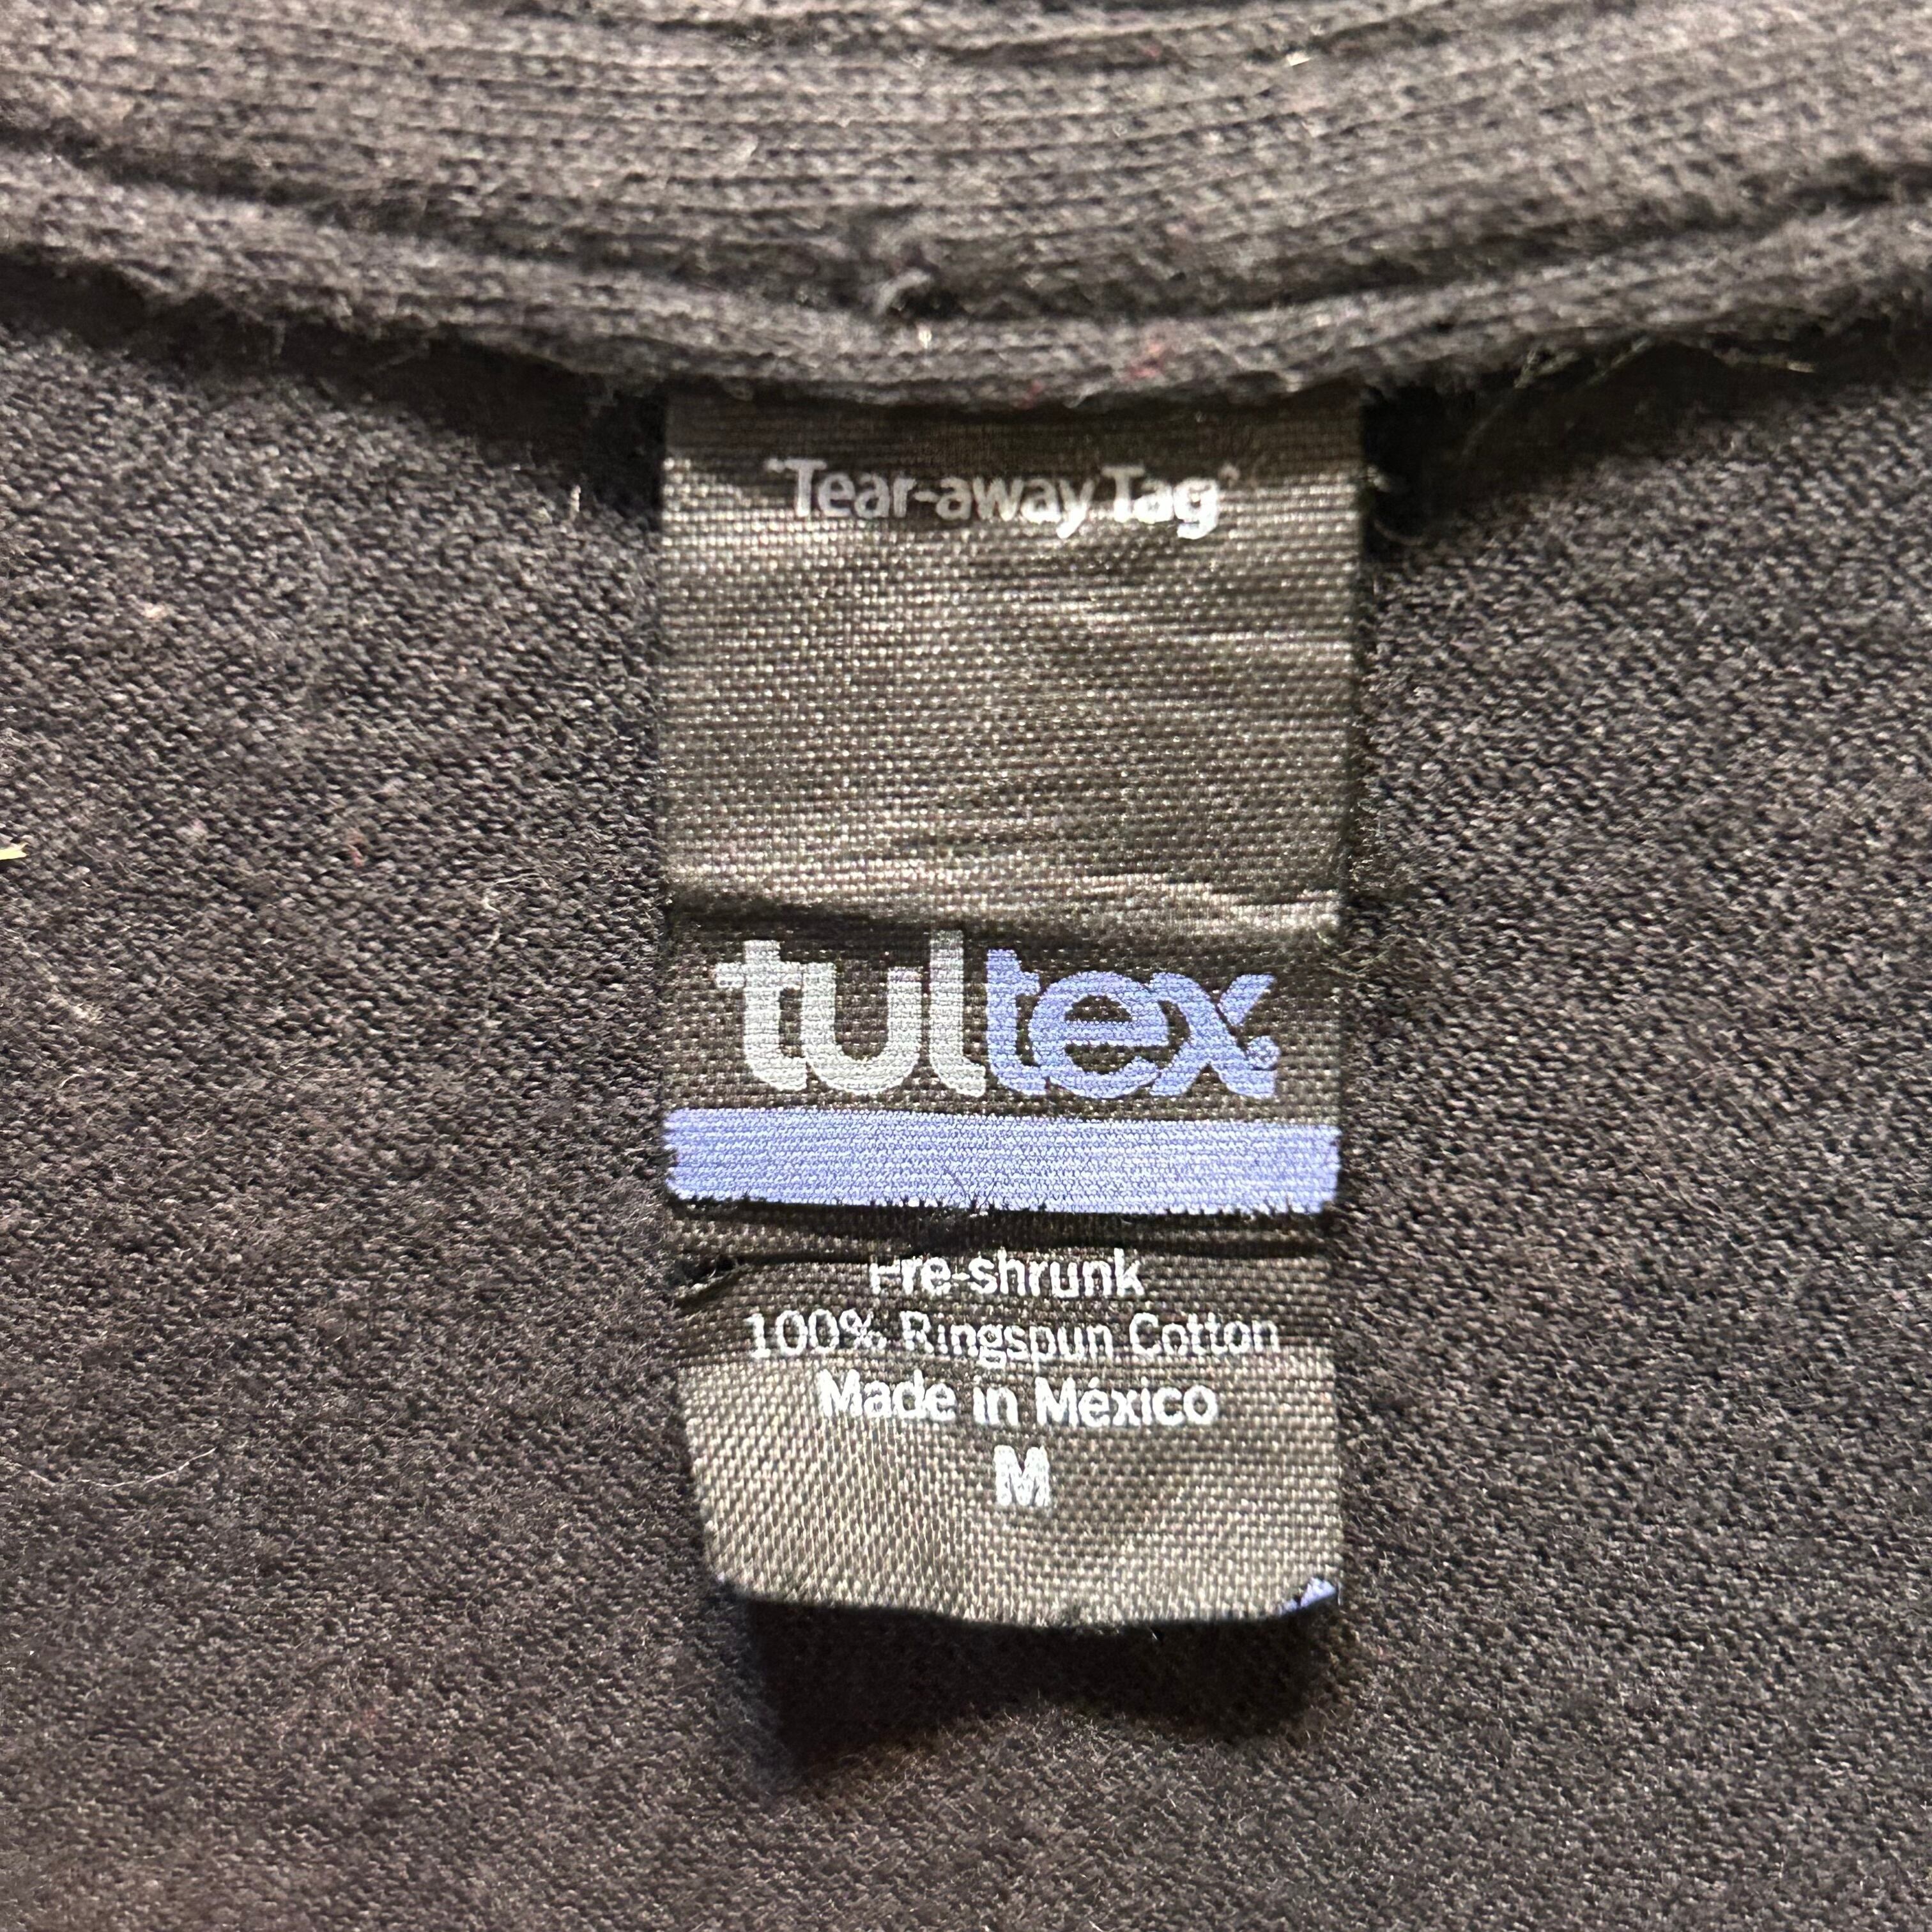 "Tear-away Tag"
tultex®
Pre-shrunk
100% Ringspun Cotton
Made in México
M